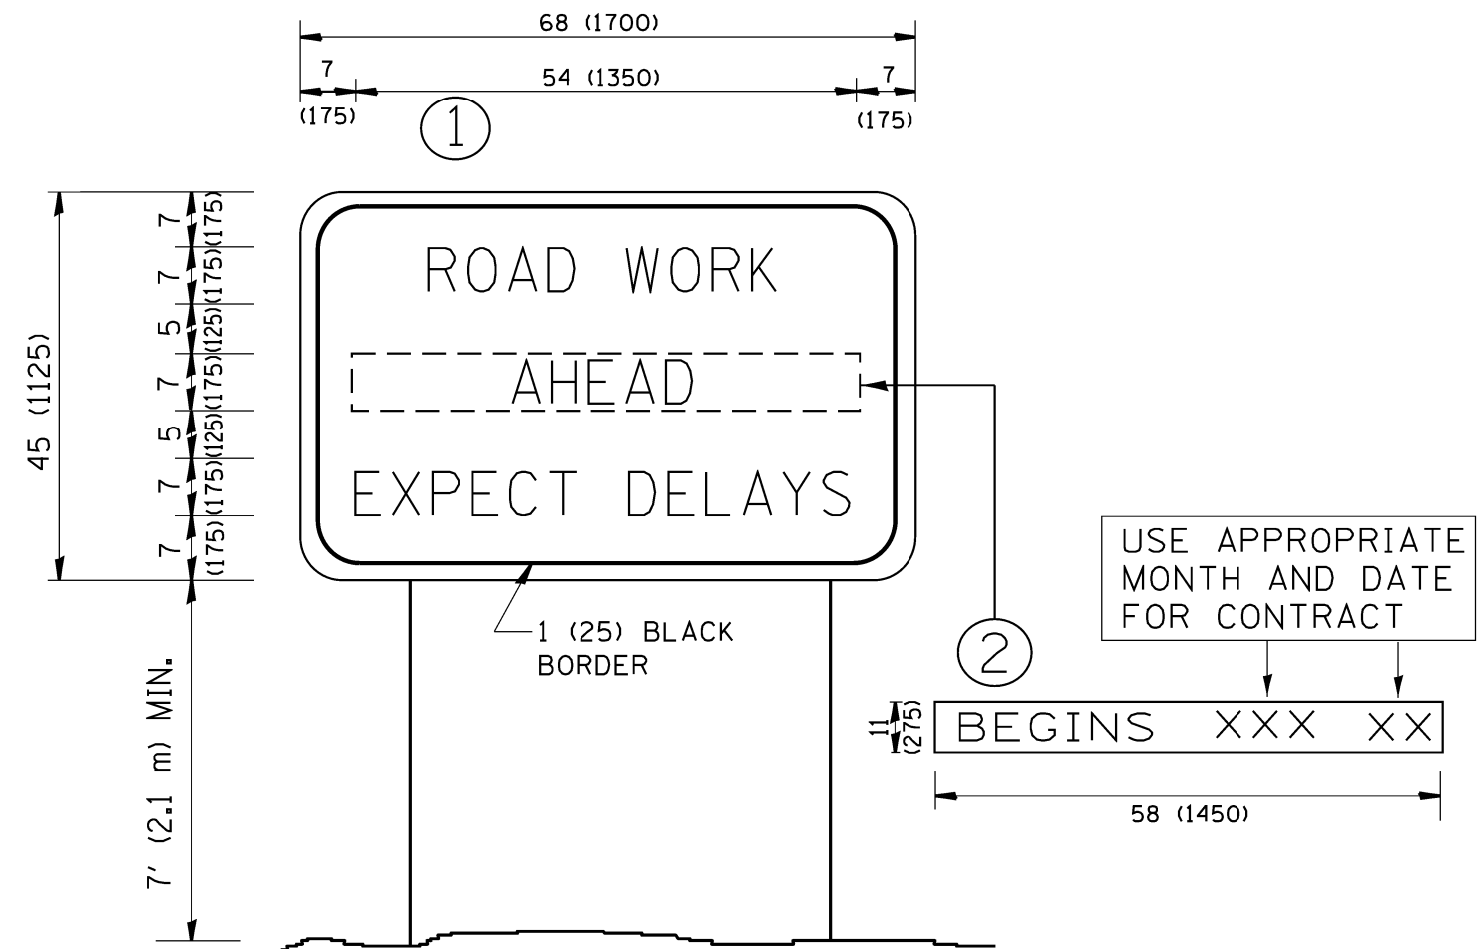 68 (1700)
7
54 (1350)
7
(175)
(175)
1
7
(175)
ROAD WORK
7
(175)
5
(125)
45 (1125)
AHEAD
7
(175)
5
(125)
EXPECT DELAYS
7
(175)
7
(175)
USE APPROPRIATE
MONTH AND DATE
FOR CONTRACT
1 (25) BLACK
BORDER
2
7' (2.1 m) MIN.
11
(275)
BEGINS XXX XX
58 (1450)